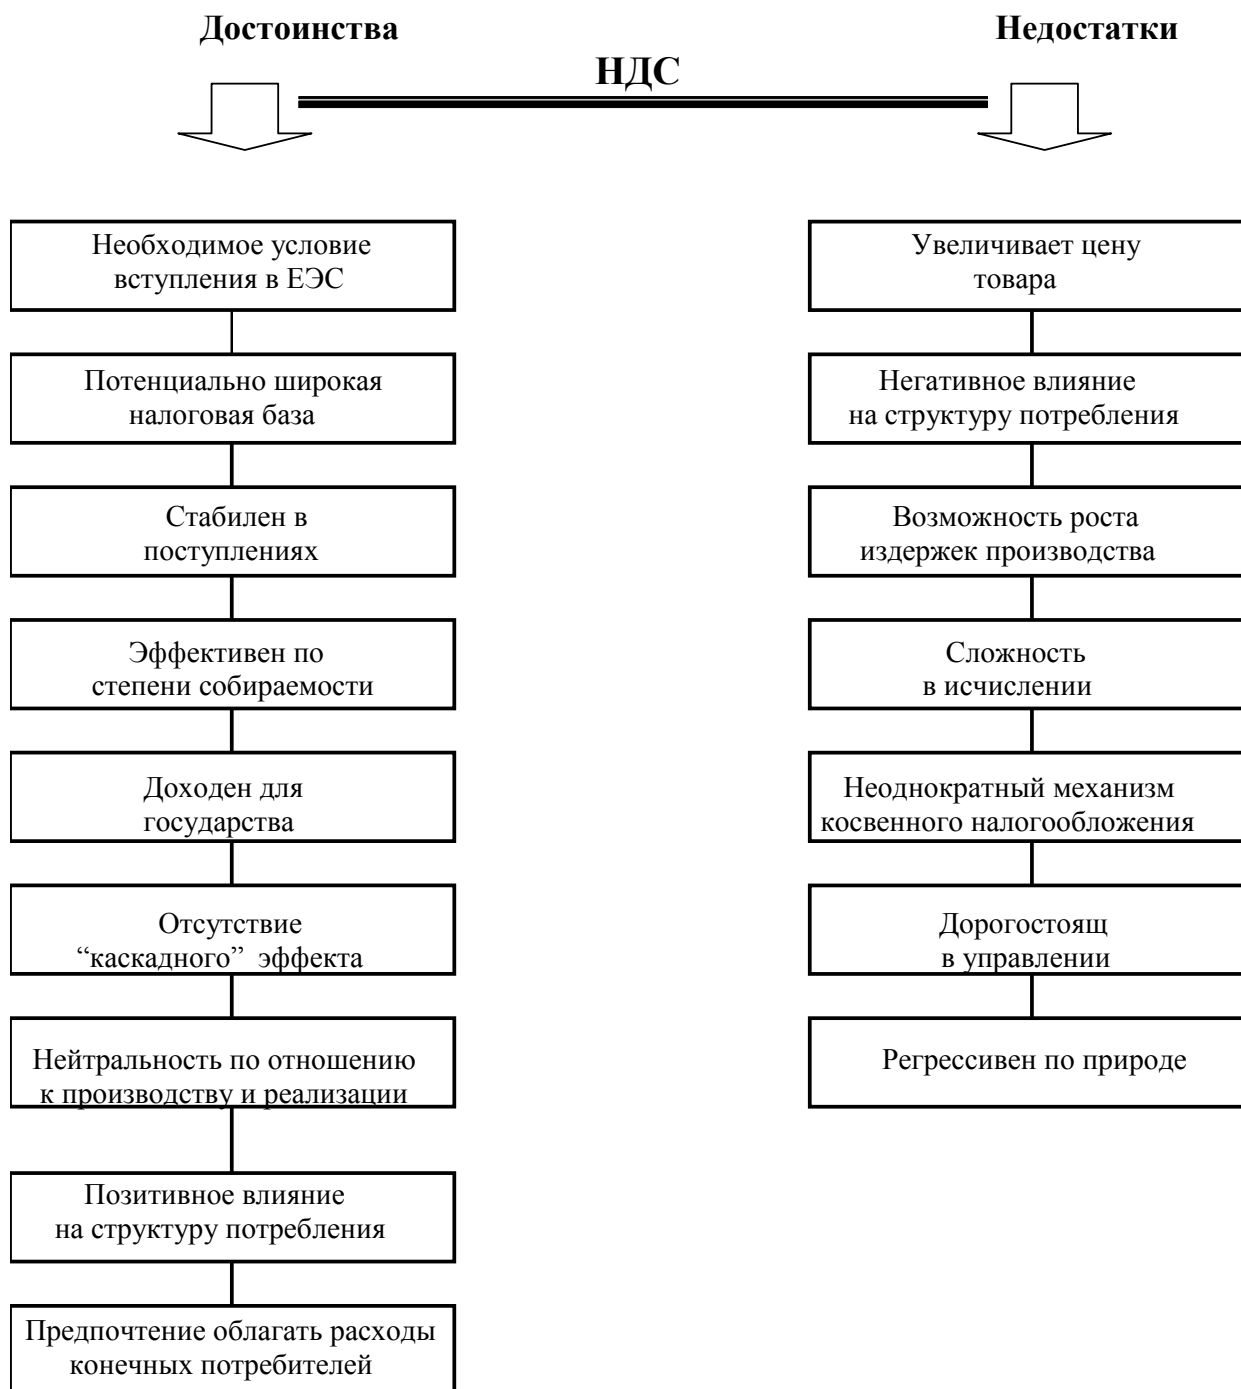 Достоинства
Недостатки
НДС
Необходимое условие
вступления в ЕЭС
Потенциально широкая
налоговая база
Стабилен в
поступлениях
Эффективен по
степени собираемости
Доходен для
государства
Отсутствие
“каскадного” эффекта
Нейтральность по отношению
к производству и реализации
Позитивное влияние
на структуру потребления
Предпочтение облагать расходы
конечных потребителей
Увеличивает цену
товара
Негативное влияние
на структуру потребления
Возможность роста
издержек производства
Сложность
в исчислении
Неоднократный механизм
косвенного налогообложения
Дорогостоящ
в управлении
Регрессивен по природе